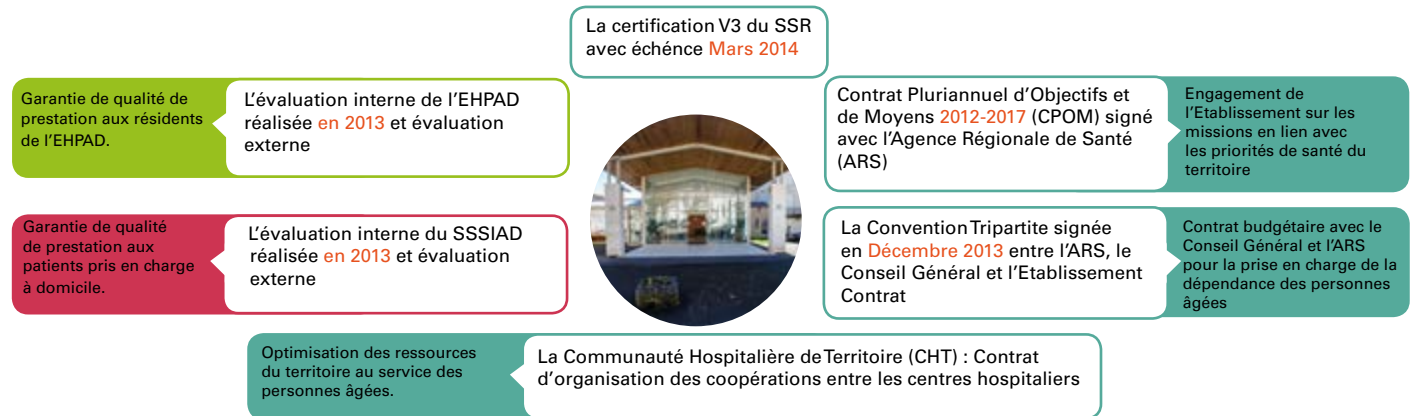 La certification V3 du SSR
avec échénce Mars 2014
Garantie de qualité de
prestation aux résidents
de l'EHPAD.
L'évaluation interne de l'EHPAD
réalisée en 2013 et évaluation
externe
Contrat Pluriannuel d'Objectifs et
de Moyens 2012-2017 (CPOM) signé
avec l'Agence Régionale de Santé
(ARS)
Engagement de
l'Etablissement sur les
missions en lien avec
les priorités de santé du
territoire
Garantie de qualité
de prestation aux
patients pris en charge
à domicile.
L'évaluation interne du SSSIAD
réalisée en 2013 et évaluation
externe
La Convention Tripartite signée
en Décembre 2013 entre l'ARS, le
Conseil Général et l'Etablissement
Contrat
Contrat budgétaire avec le
Conseil Général et l'ARS
pour la prise en charge de la
dépendance des personnes
âgées
Optimisation des ressources
du territoire au service des
personnes âgées.
La Communauté Hospitalière de Territoire (CHT) : Contrat
d'organisation des coopérations entre les centres hospitaliers